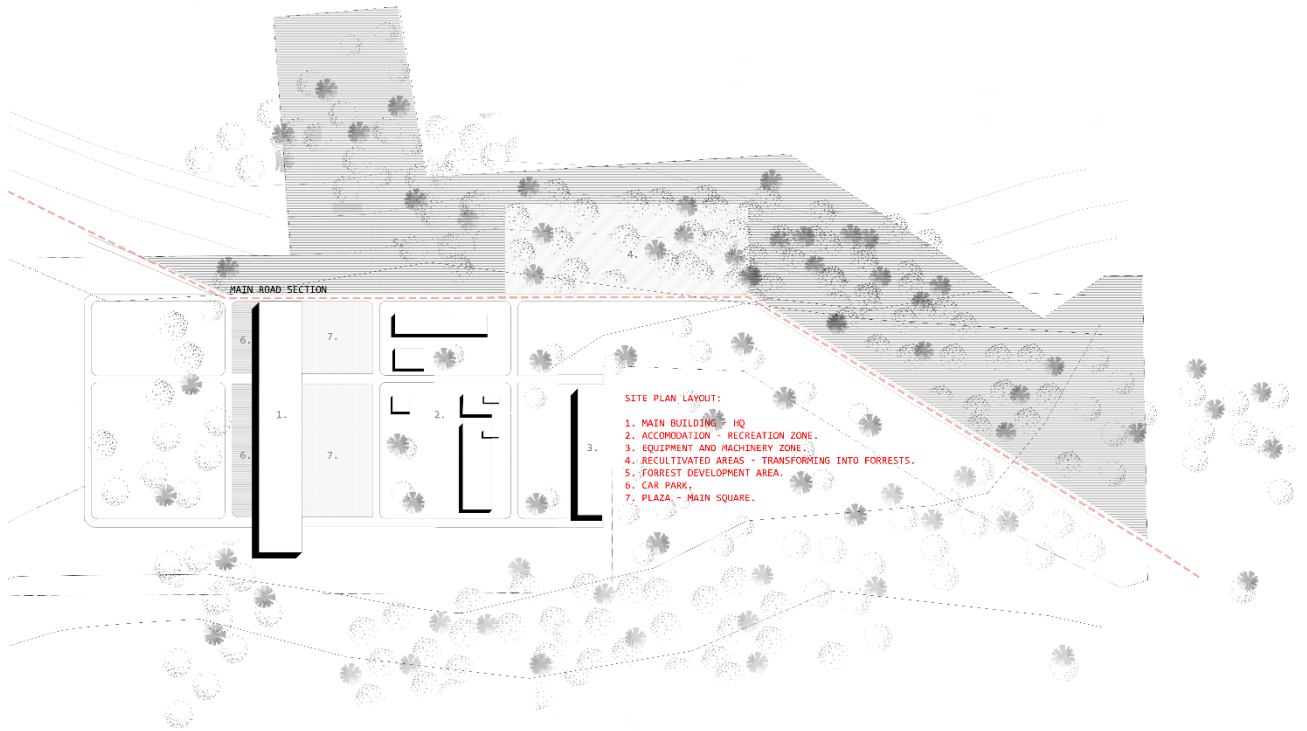 5.
4.
MAIN ROAD SECTION
6. 7.
1. 2.
6. 7. 3.
SITE PLAN LAYOUT:
1. MAIN BUILDING - HQ
2. ACCOMODATION - RECREATION ZONE.
3. EQUIPMENT AND MACHINERY ZONE.
4. RECULTIVATED AREAS - TRANSFORMING INTO FORRESTS.
5. FORREST DEVELOPMENT AREA.
6. CAR PARK.
7. PLAZA - MAIN SQUARE.